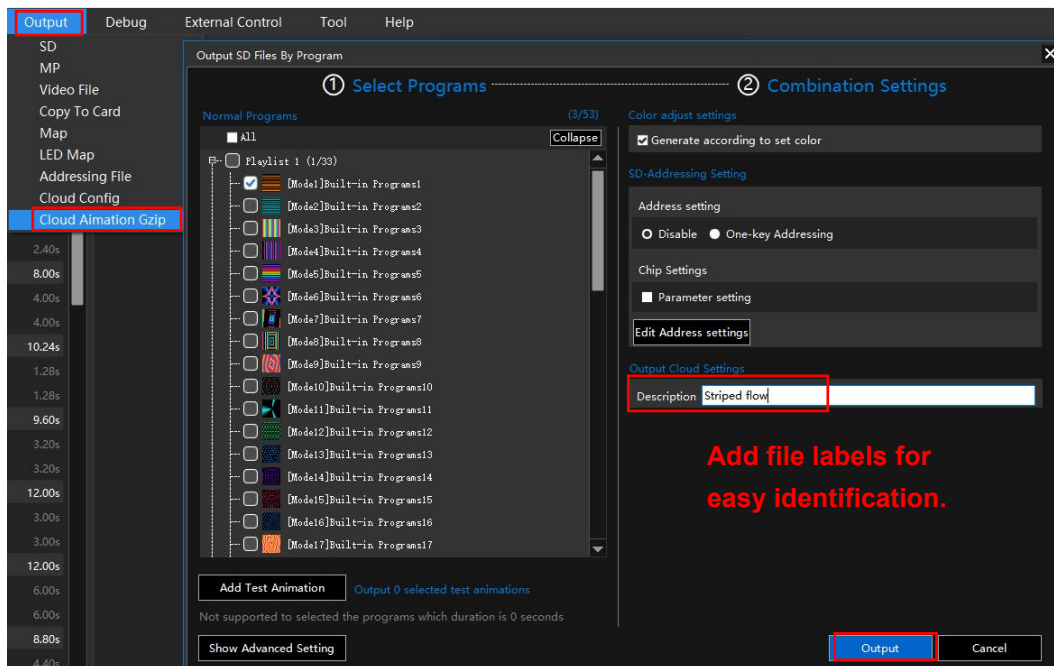 Output Debug External Control Tool Help
SD
MP
Video File
Copy To Card
Map
LED Map
Addressing File
Cloud Config
Cloud Aimation Gzip
2.40s
8.00s
4.00s
4.00s
10.24s
1.28s
1.28s
9.60s
3.20s
3.20s
12.00s
3.00s
3.00s
12.00s
6.00s
6.00s
8.80s
4.40s
Output SD Files By Program
① Select Programs ② Combination Settings
Normal Programs (3/53)
All Collapse
Playlist 1 (1/33)
[Mode1]Built-in Programs1
[Mode2]Built-in Programs2
[Mode3]Built-in Programs3
[Mode4]Built-in Programs4
[Mode5]Built-in Programs5
[Mode6]Built-in Programs6
[Mode7]Built-in Programs7
[Mode8]Built-in Programs8
[Mode9]Built-in Programs9
[Mode10]Built-in Programs10
[Mode11]Built-in Programs11
[Mode12]Built-in Programs12
[Mode13]Built-in Programs13
[Mode14]Built-in Programs14
[Mode15]Built-in Programs15
[Mode16]Built-in Programs16
[Mode17]Built-in Programs17
Add Test Animation Output 0 selected test animations
Not supported to selected the programs which duration is 0 seconds
Show Advanced Setting
Color adjust settings
Generate according to set color
SD-Addressing Setting
Address setting
Disable One-key Addressing
Chip Settings
Parameter setting
Edit Address settings
Output Cloud Settings
Description Striped flow
Add file labels for
easy identification.
Output Cancel